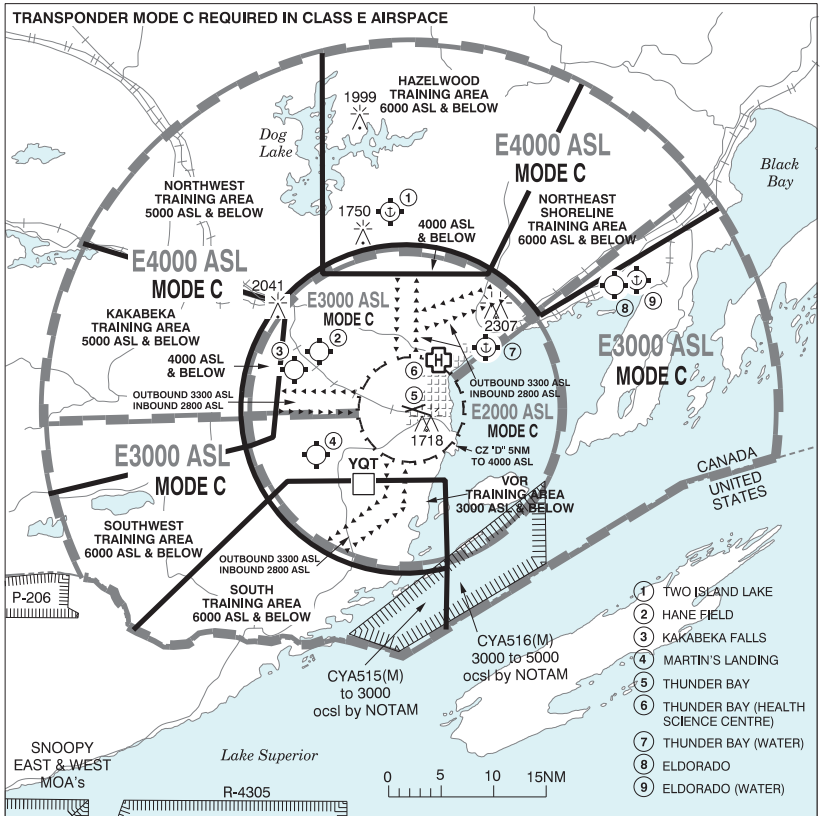 TRANSPONDER MODE C REQUIRED IN CLASS E AIRSPACE
HAZELWOOD
TRAINING AREA
6000 ASL & BELOW
1999
Dog
Lake
E4000 ASL
MODE C
Black
Bay
NORTHWEST
TRAINING AREA
5000 ASL & BELOW
NORTHEAST
SHORELINE
TRAINING AREA
6000 ASL & BELOW
1
1750
4000 ASL
& BELOW
E4000 ASL
MODE C
2041
E3000 ASL
MODE C
2307
8
9
KAKABEKA
TRAINING AREA
5000 ASL & BELOW
4000 ASL
& BELOW
3
2
7
E3000 ASL
MODE C
6
H
OUTBOUND 3300 ASL
INBOUND 2800 ASL
OUTBOUND 3300 ASL
INBOUND 2800 ASL
5
E2000 ASL
MODE C
1718
CZ "D" 5NM
TO 4000 ASL
4
E3000 ASL
MODE C
YQT
VOR
TRAINING AREA
3000 ASL & BELOW
CANADA
UNITED
STATES
SOUTHWEST
TRAINING AREA
6000 ASL & BELOW
OUTBOUND 3300 ASL
INBOUND 2800 ASL
SOUTH
TRAINING AREA
6000 ASL & BELOW
P-206
CYA515(M)
to 3000
ocsl by NOTAM
CYA516(M)
3000 to 5000
ocsl by NOTAM
1 TWO ISLAND LAKE
2 HANE FIELD
3 KAKABEKA FALLS
4 MARTIN'S LANDING
5 THUNDER BAY
6 THUNDER BAY (HEALTH
SCIENCE CENTRE)
7 THUNDER BAY (WATER)
8 ELDORADO
9 ELDORADO (WATER)
SNOOPY
EAST & WEST
MOA's
Lake Superior
R-4305
0 5 10 15NM